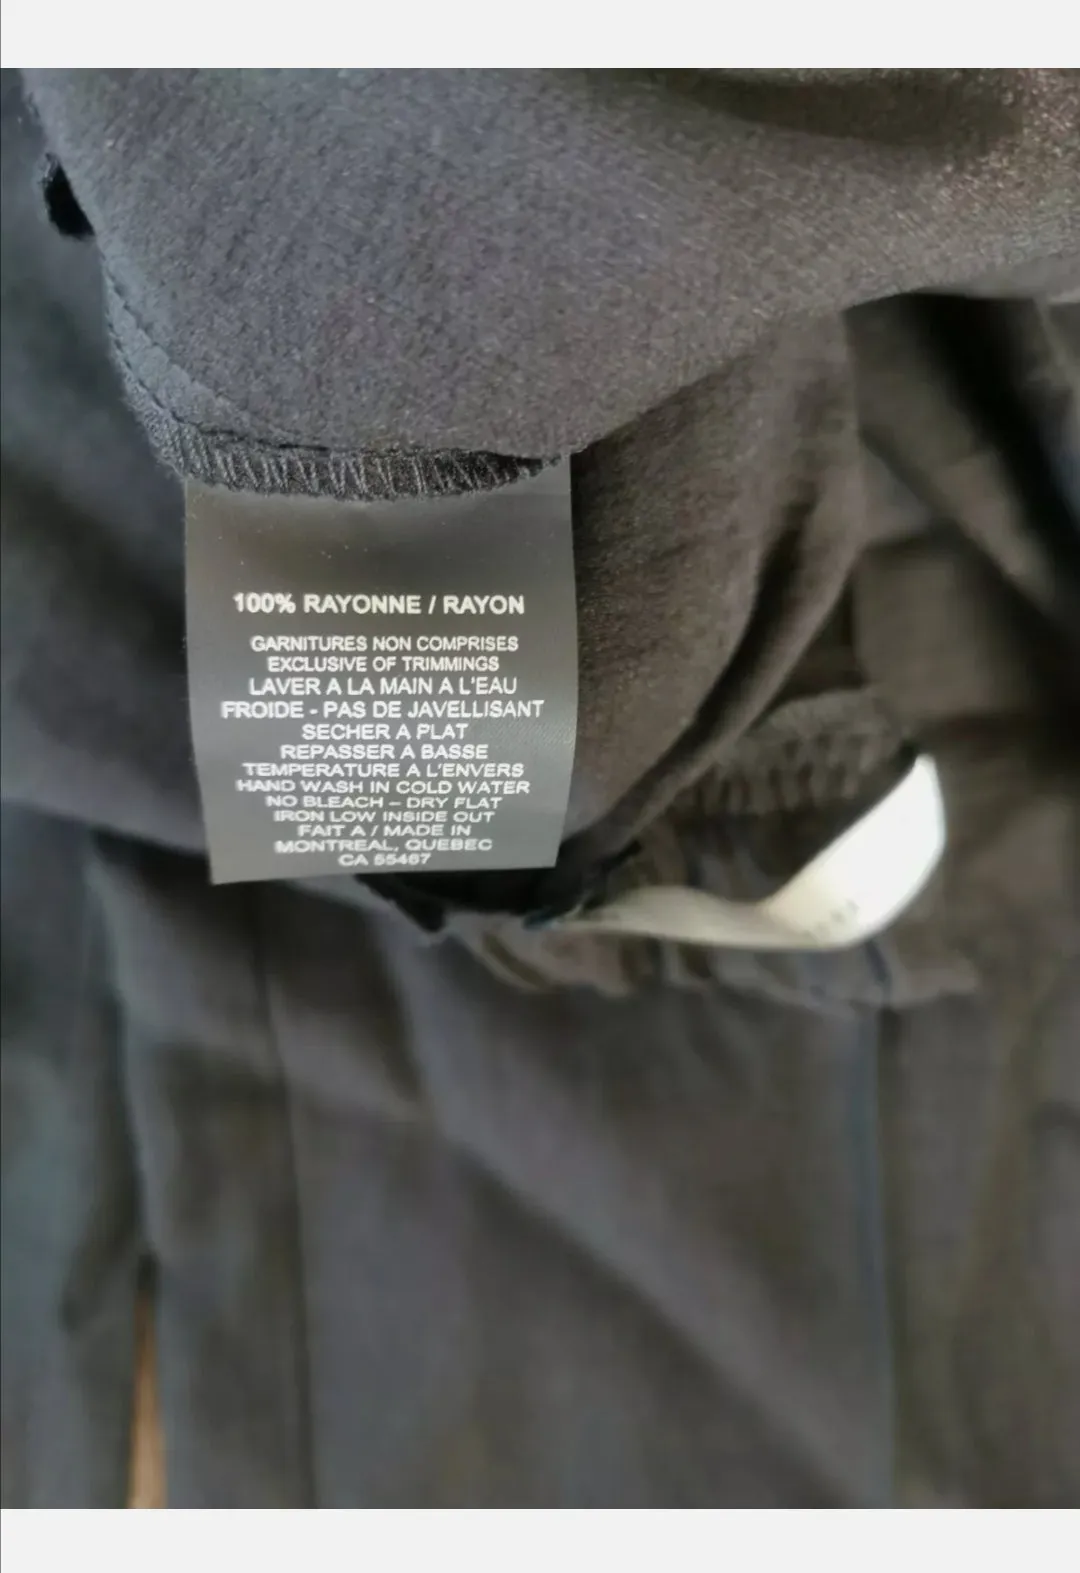 100% RAYONNE / RAYON
GARNITURES NON COMPRISES
EXCLUSIVE OF TRIMMINGS
LAVER A LA MAIN A L'EAU
FROIDE - PAS DE JAVELLISANT
SECHER A PLAT
REPASSER A BASSE
TEMPERATURE A L'ENVERS
HAND WASH IN COLD WATER
NO BLEACH – DRY FLAT
IRON LOW INSIDE OUT
FAIT A / MADE IN
MONTREAL, QUEBEC
CA 55467